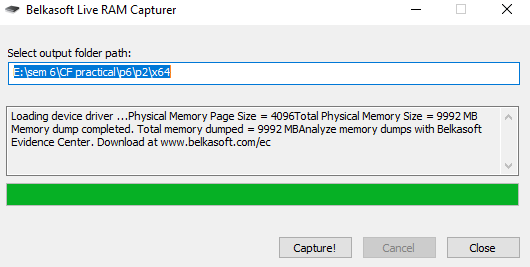 Belkasoft Live RAM Capturer
Select output folder path:
E:\sem 6\CF practical\p6\p2\x64
Loading device driver ...Physical Memory Page Size = 4096Total Physical Memory Size = 9992 MB
Memory dump completed. Total memory dumped = 9992 MBAnalyze memory dumps with Belkasoft
Evidence Center. Download at www.belkasoft.com/ec
Capture! Cancel Close